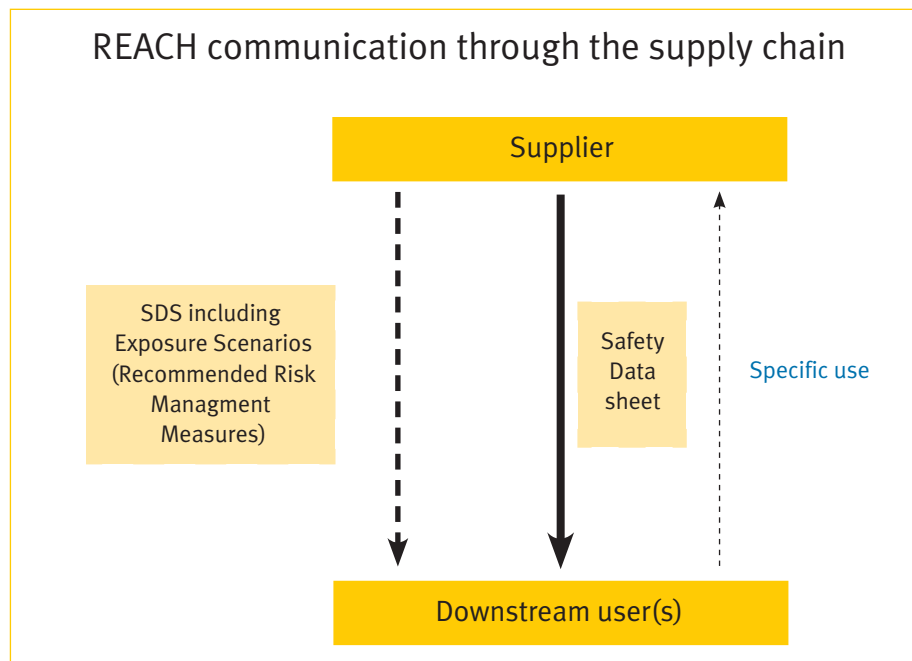 REACH communication through the supply chain
Supplier
SDS including
Exposure Scenarios
(Recommended Risk
Managment
Measures)
Safety
Data
sheet
Specific use
Downstream user(s)